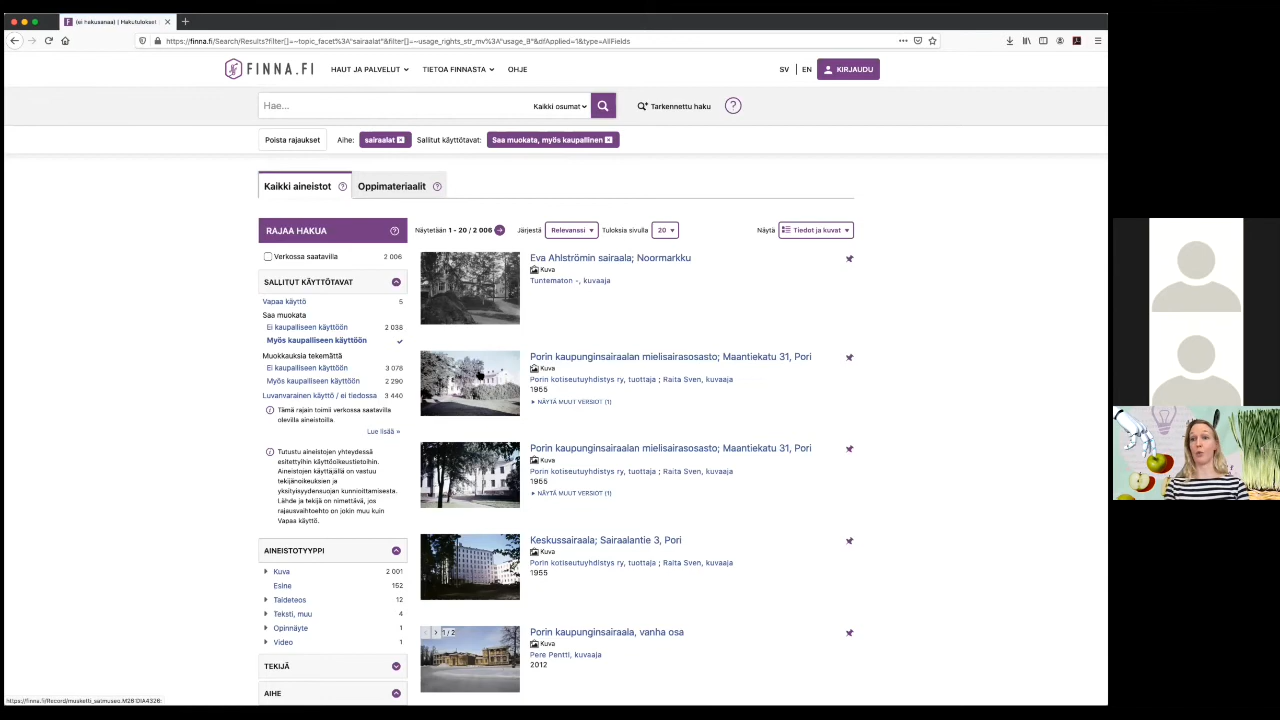 (ei hakusanaa) | Hakutulokset
https://finna.fi/Search/Results?filter[]=~topic_facet%3A"sairaalat"&filter[]=~usage_rights_str_mv%3A"usage_B"&dfApplied=1&type=AllFields
FINNA.FI HAUT JA PALVELUT TIETOA FINNASTA OHJE SV EN KIRJAUDU
Hae... Kaikki osumat Tarkennettu haku ?
Poista rajaukset Aihe: sairaalat Sallitut käyttötavat: Saa muokata, myös kaupallinen
Kaikki aineistot ? Oppimateriaalit ?
RAJAA HAKUA ?
Verkossa saatavilla 2 006
SALLITUT KÄYTTÖTAVAT
Vapaa käyttö 5
Saa muokata
Ei kaupalliseen käyttöön 2 038
Myös kaupalliseen käyttöön
Muokkauksia tekemättä
Ei kaupalliseen käyttöön 3 078
Myös kaupalliseen käyttöön 2 290
Luvanvarainen käyttö / ei tiedossa 3 440
Tämä rajain toimii verkossa saatavilla
olevilla aineistoilla.
Lue lisää »
Tutustu aineistojen yhteydessä
esitettyihin käyttöoikeustietoihin.
Aineistojen käyttäjällä on vastuu
tekijänoikeuksien ja
yksityisyydensuojan kunnioittamisesta.
Lähde ja tekijä on nimettävä, jos
rajausvaihtoehto on jokin muu kuin
Vapaa käyttö.
AINEISTOTYYPPI
Kuva 2 001
Esine 152
Taideteos 12
Teksti, muu 4
Opinnäyte 1
Video 1
TEKIJÄ
AIHE
Näytetään 1 - 20 / 2 006 Järjestä Relevanssi Tuloksia sivulla 20 Näytä Tiedot ja kuvat
Eva Ahlströmin sairaala; Noormarkku
Kuva
Tuntematon -, kuvaaja
Porin kaupunginsairaalan mielisairasosasto; Maantiekatu 31, Pori
Kuva
Porin kotiseutuyhdistys ry, tuottaja ; Raita Sven, kuvaaja
1955
NÄYTÄ MUUT VERSIOT (1)
Porin kaupunginsairaalan mielisairasosasto; Maantiekatu 31, Pori
Kuva
Porin kotiseutuyhdistys ry, tuottaja ; Raita Sven, kuvaaja
1955
NÄYTÄ MUUT VERSIOT (1)
Keskussairaala; Sairaalantie 3, Pori
Kuva
Porin kotiseutuyhdistys ry, tuottaja ; Raita Sven, kuvaaja
1955
1 / 2
Porin kaupunginsairaala, vanha osa
Kuva
Pere Pentti, kuvaaja
2012